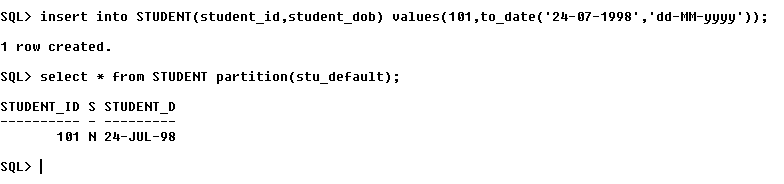 SQL> insert into STUDENT(student_id,student_dob) values(101,to_date('24-07-1998','dd-MM-yyyy'));
1 row created.
SQL> select * from STUDENT partition(stu_default);
STUDENT_ID S STUDENT_D
---------- - ---------
101 N 24-JUL-98
SQL>